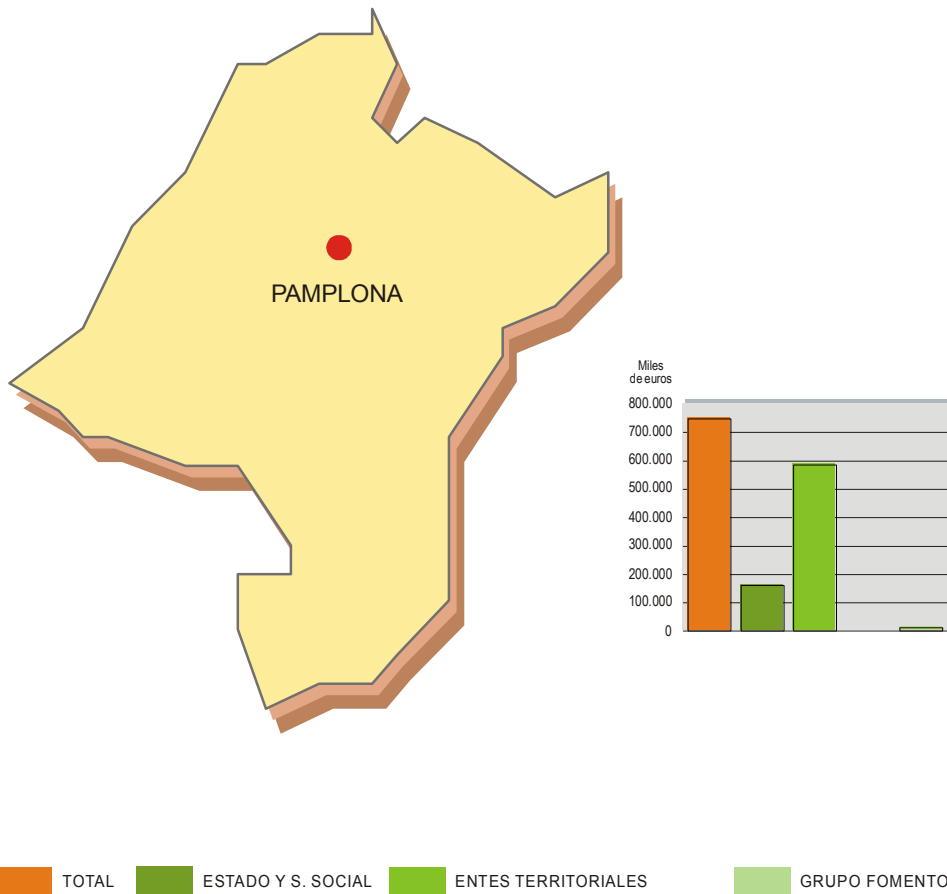 PAMPLONA
Miles
de euros
800.000
700.000
600.000
500.000
400.000
300.000
200.000
100.000
0
TOTAL ESTADO Y S. SOCIAL ENTES TERRITORIALES GRUPO FOMENTO